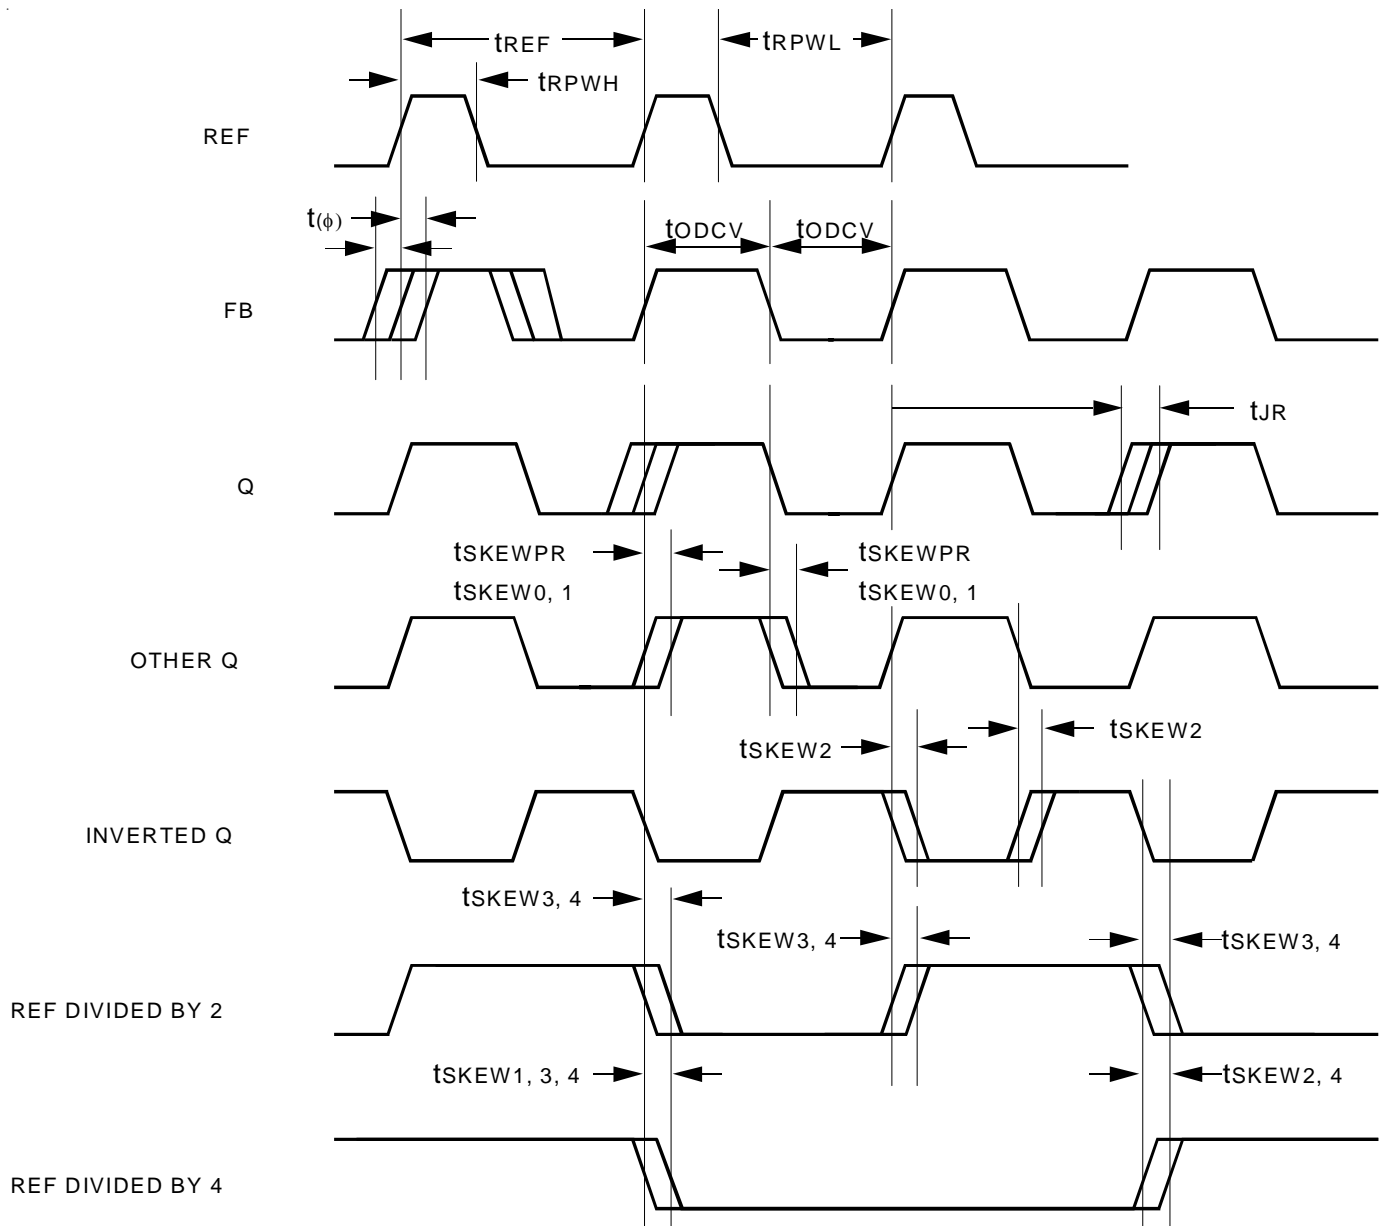 tREF
tRPWL
tRPWH
REF
t(ϕ)
tODCV
tODCV
FB
tJR
Q
tSKEWPR
tSKEW0, 1
tSKEWPR
tSKEW0, 1
OTHER Q
tSKEW2
tSKEW2
INVERTED Q
tSKEW3, 4
tSKEW3, 4
tSKEW3, 4
REF DIVIDED BY 2
tSKEW1, 3, 4
tSKEW2, 4
REF DIVIDED BY 4